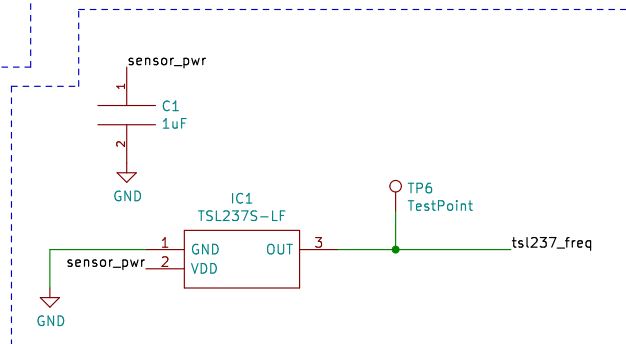 sensor_pwr
1
C1
1uF
2
GND
TP6
TestPoint
IC1
TSL237S-LF
1 GND OUT 3 tsl237_freq
sensor_pwr 2 VDD
GND